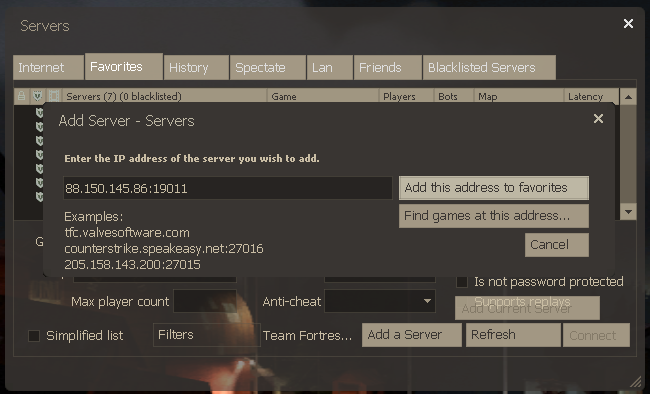 Servers
Internet Favorites History Spectate Lan Friends Blacklisted Servers
Servers (7) (0 blacklisted) Game Players Bots Map Latency
Add Server - Servers
Enter the IP address of the server you wish to add.
88.150.145.86:19011 Add this address to favorites
Examples: Find games at this address...
tfc.valvesoftware.com
counterstrike.speakeasy.net:27016 Cancel
205.158.143.200:27015
Is not password protected
Max player count Anti-cheat Supports replays
Add Current Server
Simplified list Filters Team Fortres... Add a Server Refresh Connect